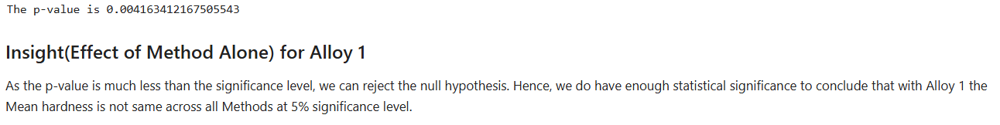 The p-value is 0.004163412167505543
Insight(Effect of Method Alone) for Alloy 1
As the p-value is much less than the significance level, we can reject the null hypothesis. Hence, we do have enough statistical significance to conclude that with Alloy 1 the
Mean hardness is not same across all Methods at 5% significance level.